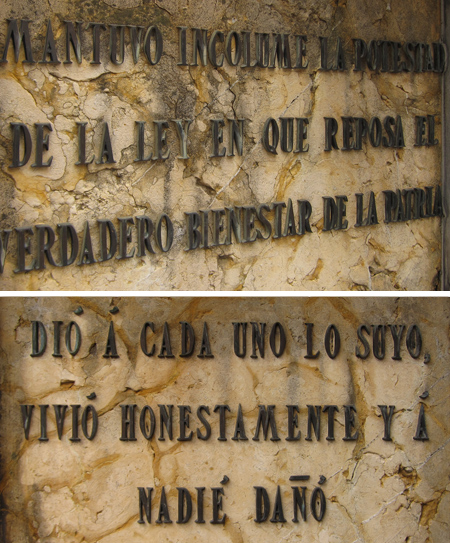 MANTUVO INCOLUME LA POTESTAD
DE LA LEY EN QUE REPOSA EL
VERDADERO BIENESTAR DE LA PATRIA
DIÓ Á CADA UNO LO SUYO,
VIVIÓ HONESTAMENTE Y Á
NADIÉ DAÑÓ